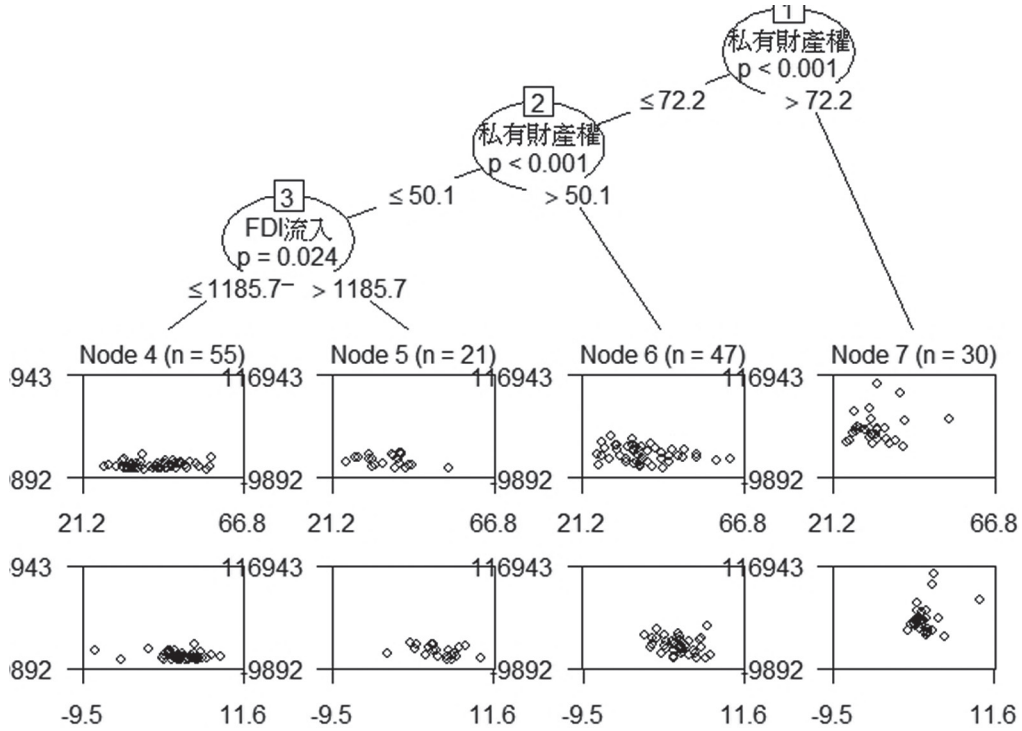 1
私有財產權
p < 0.001
≤ 72.2
> 72.2
2
私有財產權
p < 0.001
≤ 50.1
> 50.1
3
FDI流入
p = 0.024
≤ 1185.7
> 1185.7
Node 4 (n = 55)
Node 5 (n = 21)
Node 6 (n = 47)
Node 7 (n = 30)
943 116943 116943 116943
892 -9892 -9892 -9892
21.2 66.8 21.2 66.8 21.2 66.8 21.2 66.8
943 116943 116943 116943
892 -9892 -9892 -9892
-9.5 11.6 -9.5 11.6 -9.5 11.6 -9.5 11.6